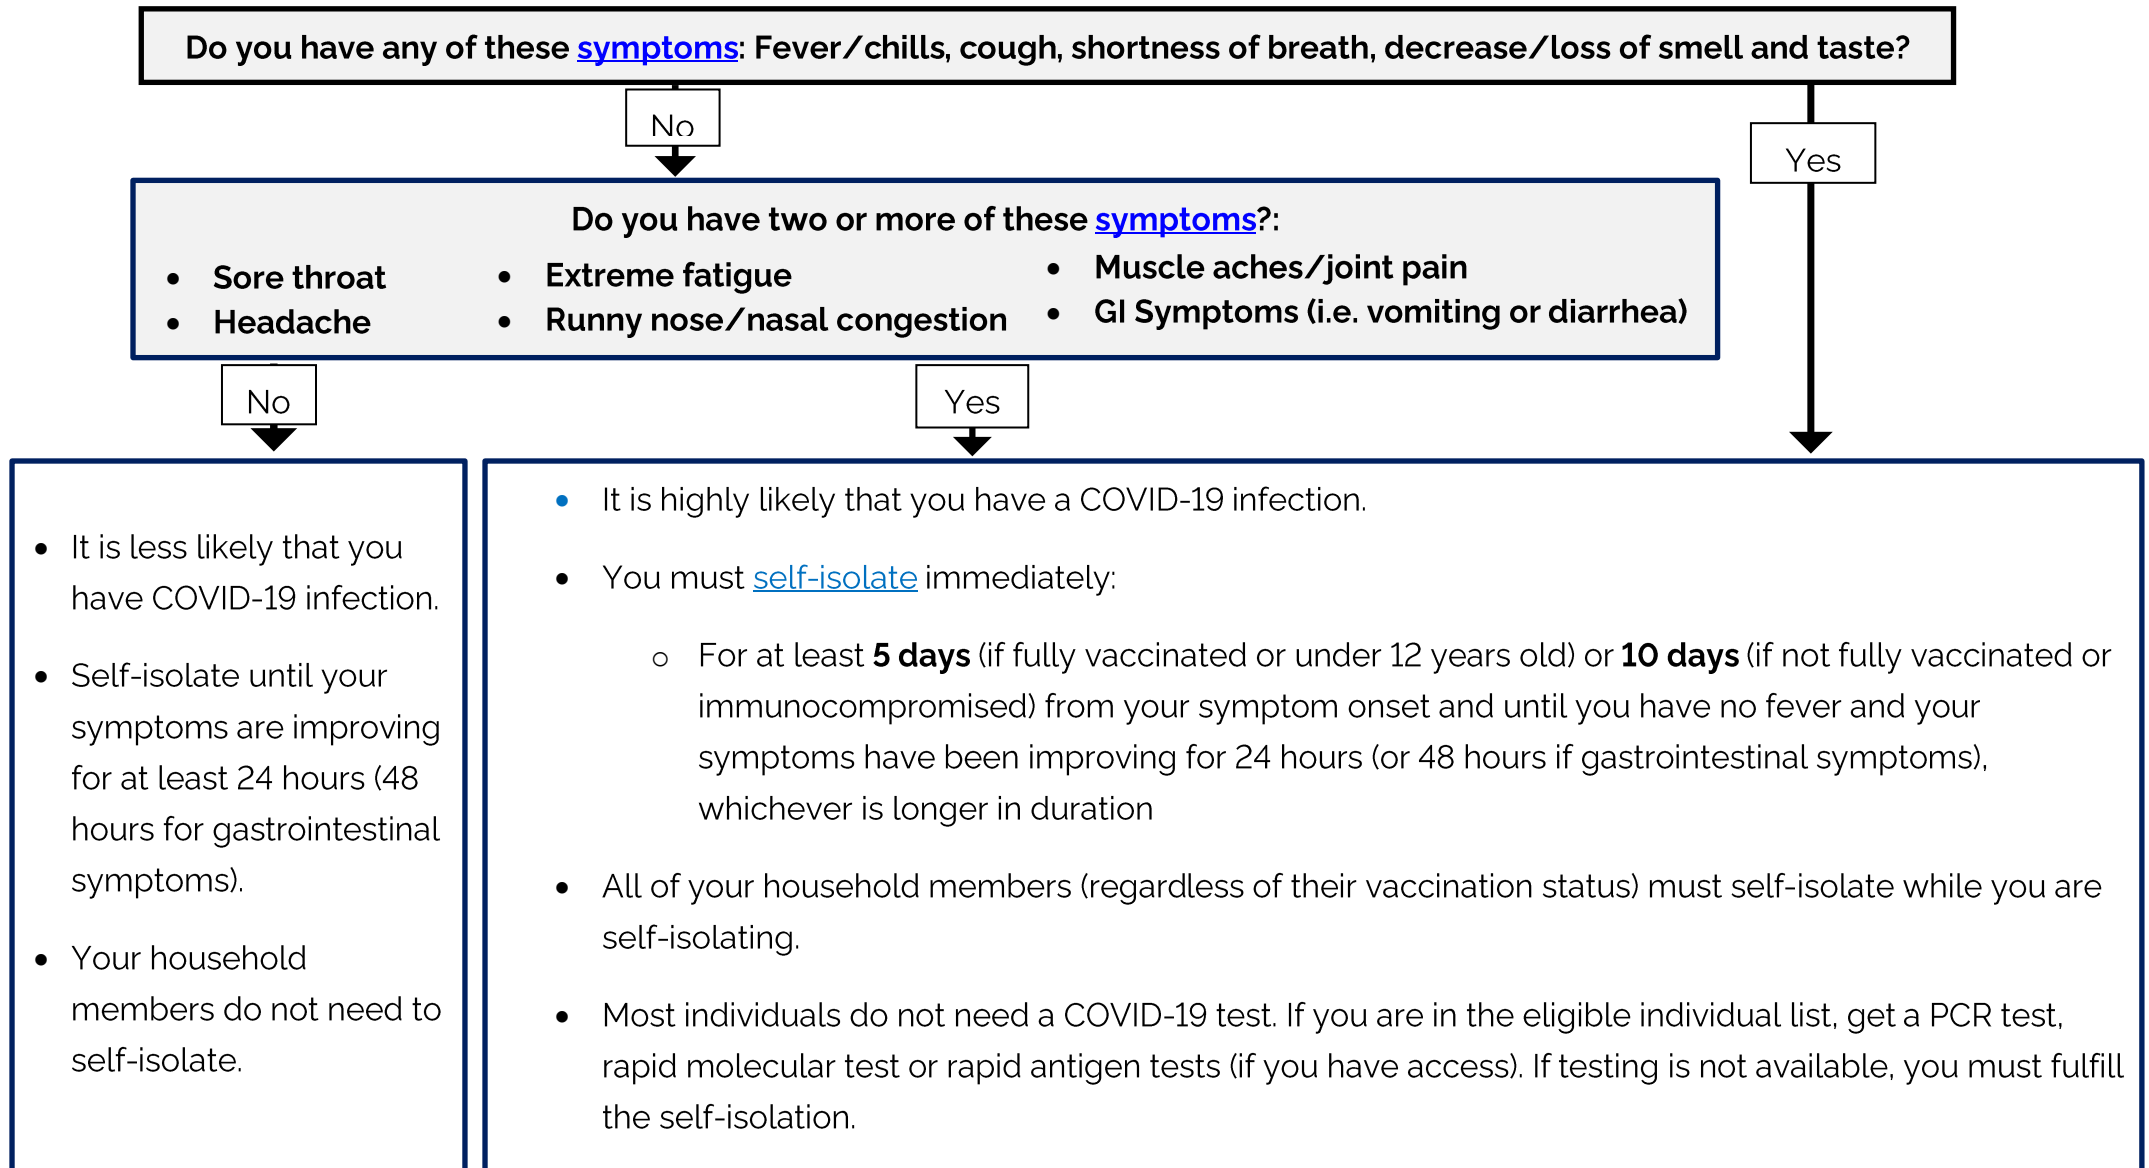 Do you have any of these symptoms: Fever/chills, cough, shortness of breath, decrease/loss of smell and taste?
No
Yes
Do you have two or more of these symptoms?:
• Sore throat
• Headache
• Extreme fatigue
• Runny nose/nasal congestion
• Muscle aches/joint pain
• GI Symptoms (i.e. vomiting or diarrhea)
No
Yes
• It is less likely that you
have COVID-19 infection.
• Self-isolate until your
symptoms are improving
for at least 24 hours (48
hours for gastrointestinal
symptoms).
• Your household
members do not need to
self-isolate.
• It is highly likely that you have a COVID-19 infection.
• You must self-isolate immediately:
o For at least 5 days (if fully vaccinated or under 12 years old) or 10 days (if not fully vaccinated or
immunocompromised) from your symptom onset and until you have no fever and your
symptoms have been improving for 24 hours (or 48 hours if gastrointestinal symptoms),
whichever is longer in duration
• All of your household members (regardless of their vaccination status) must self-isolate while you are
self-isolating.
• Most individuals do not need a COVID-19 test. If you are in the eligible individual list, get a PCR test,
rapid molecular test or rapid antigen tests (if you have access). If testing is not available, you must fulfill
the self-isolation.